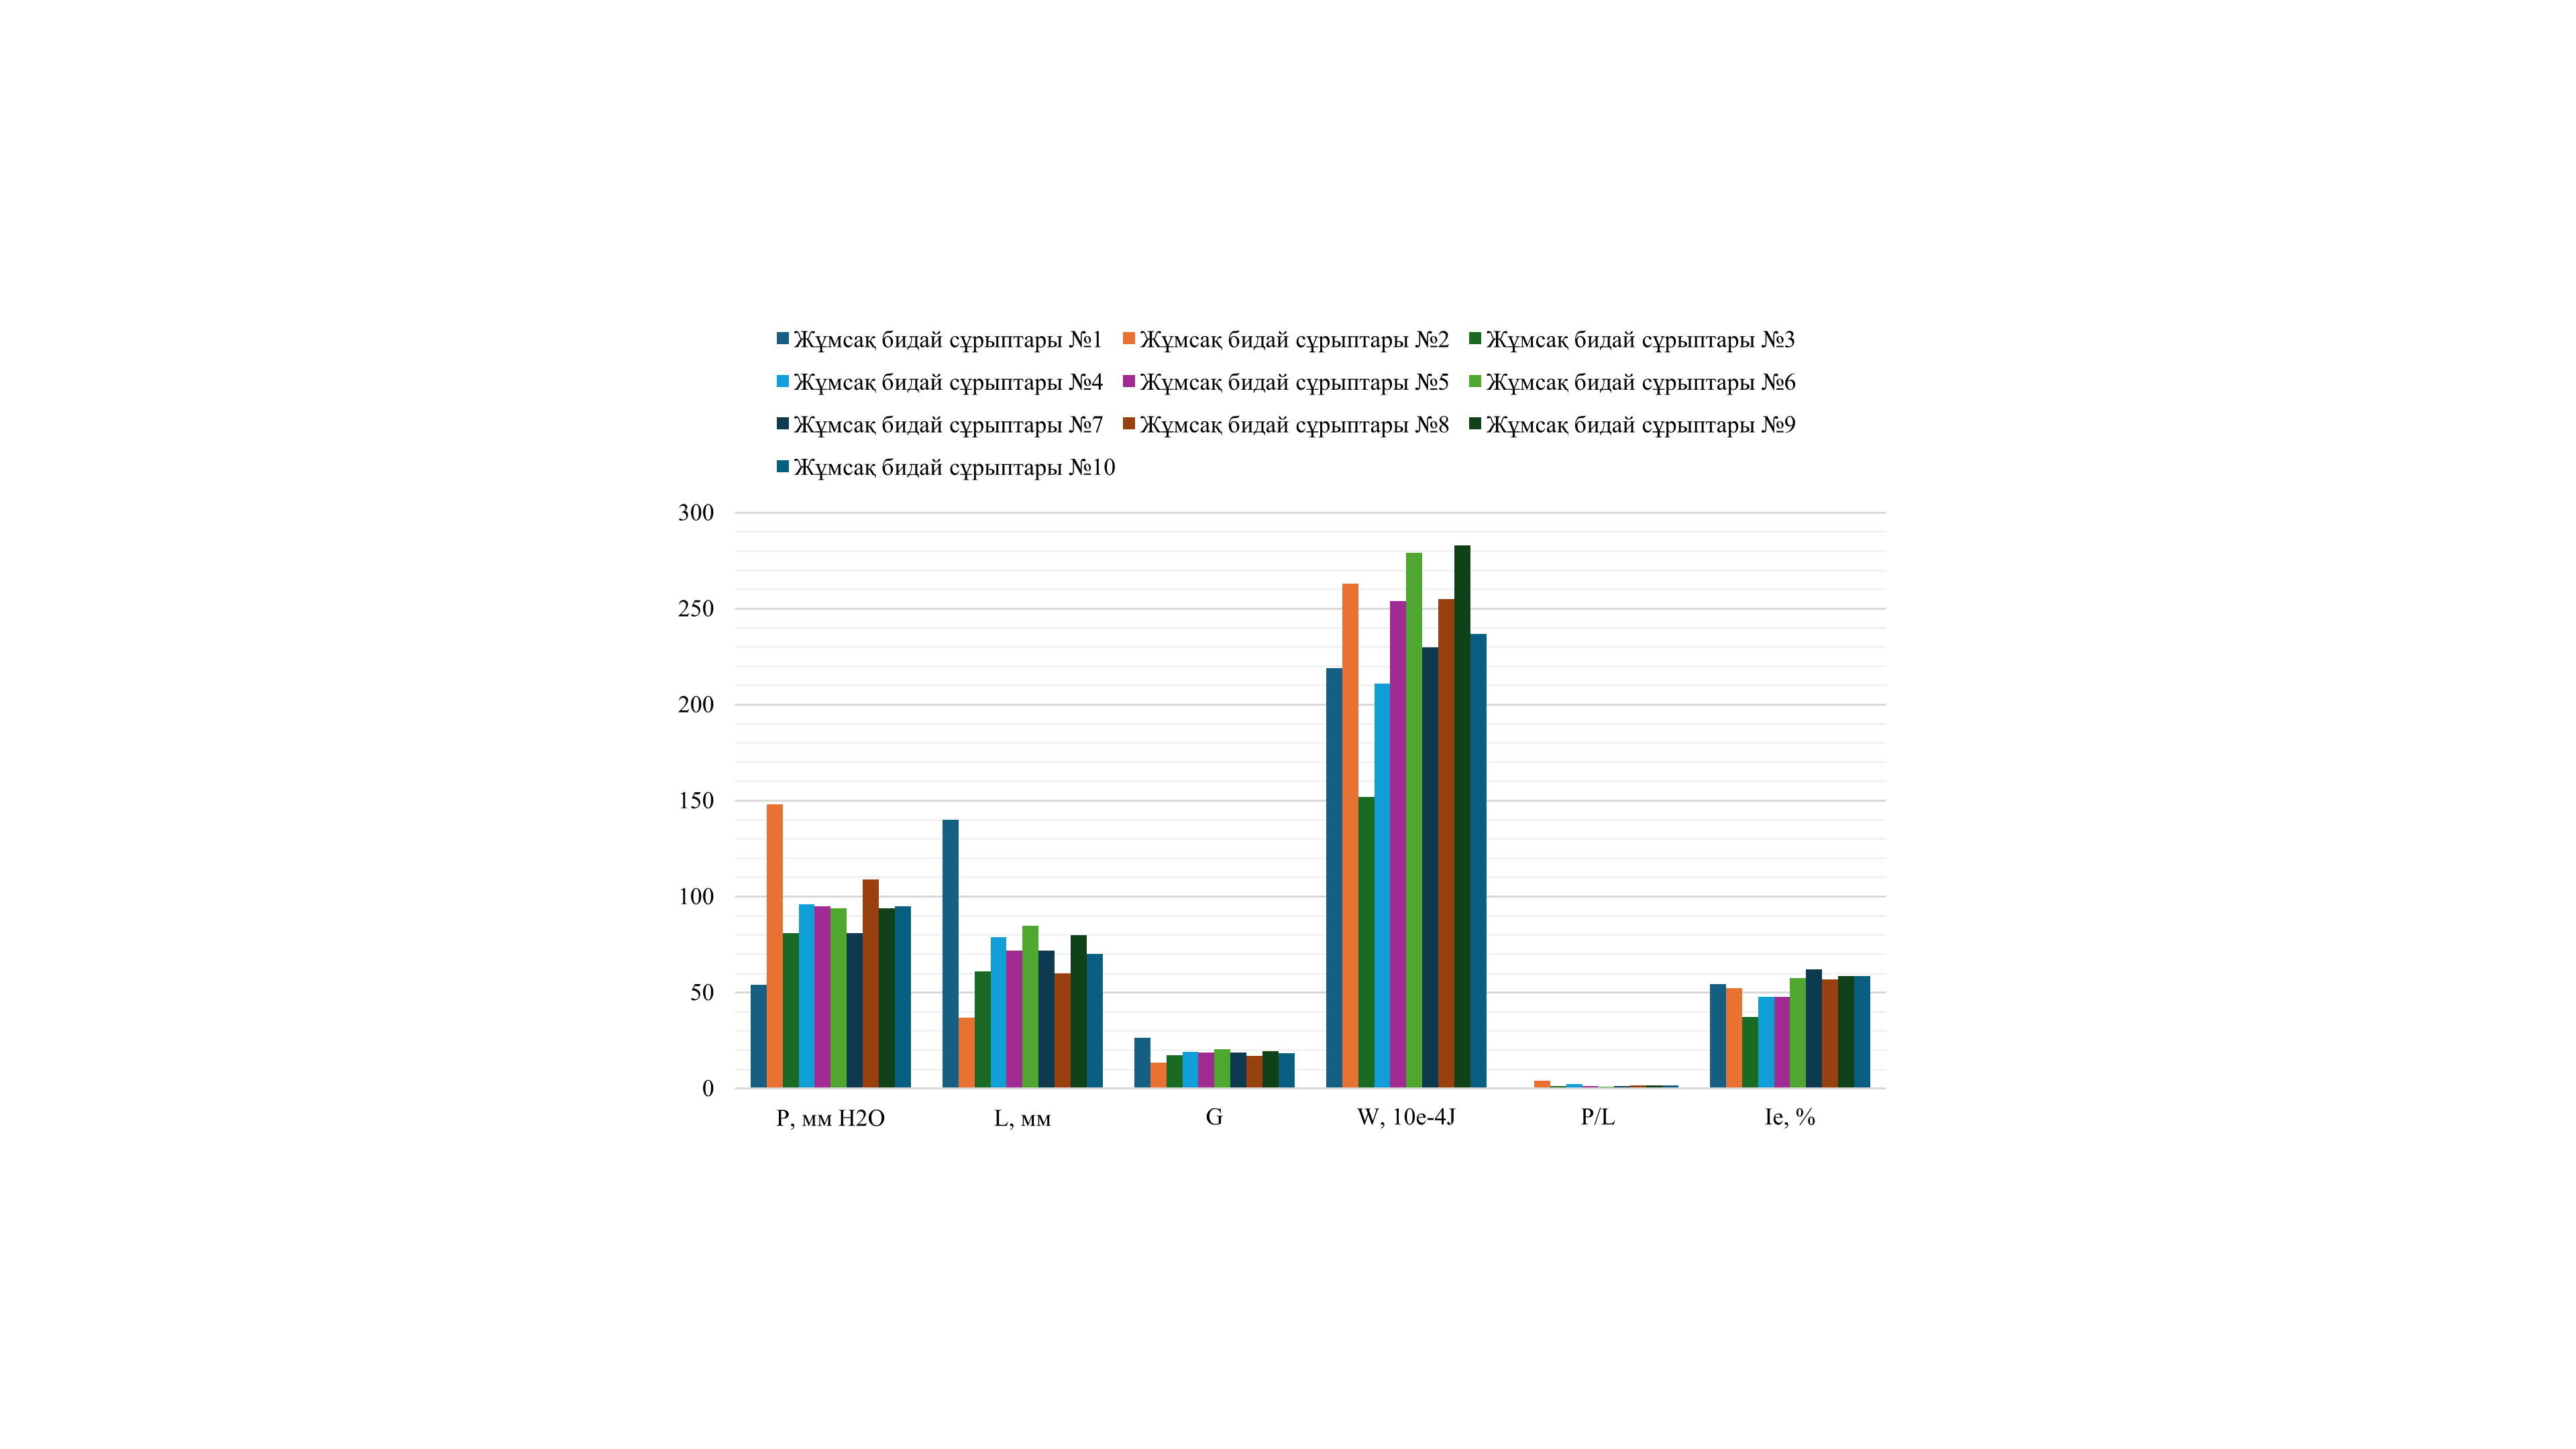 Жұмсақ бидай сұрыптары №1 Жұмсақ бидай сұрыптары №2 Жұмсақ бидай сұрыптары №3
Жұмсақ бидай сұрыптары №4 Жұмсақ бидай сұрыптары №5 Жұмсақ бидай сұрыптары №6
Жұмсақ бидай сұрыптары №7 Жұмсақ бидай сұрыптары №8 Жұмсақ бидай сұрыптары №9
Жұмсақ бидай сұрыптары №10
300
250
200
150
100
50
0
P, мм H2O L, мм G W, 10e-4J P/L Ie, %